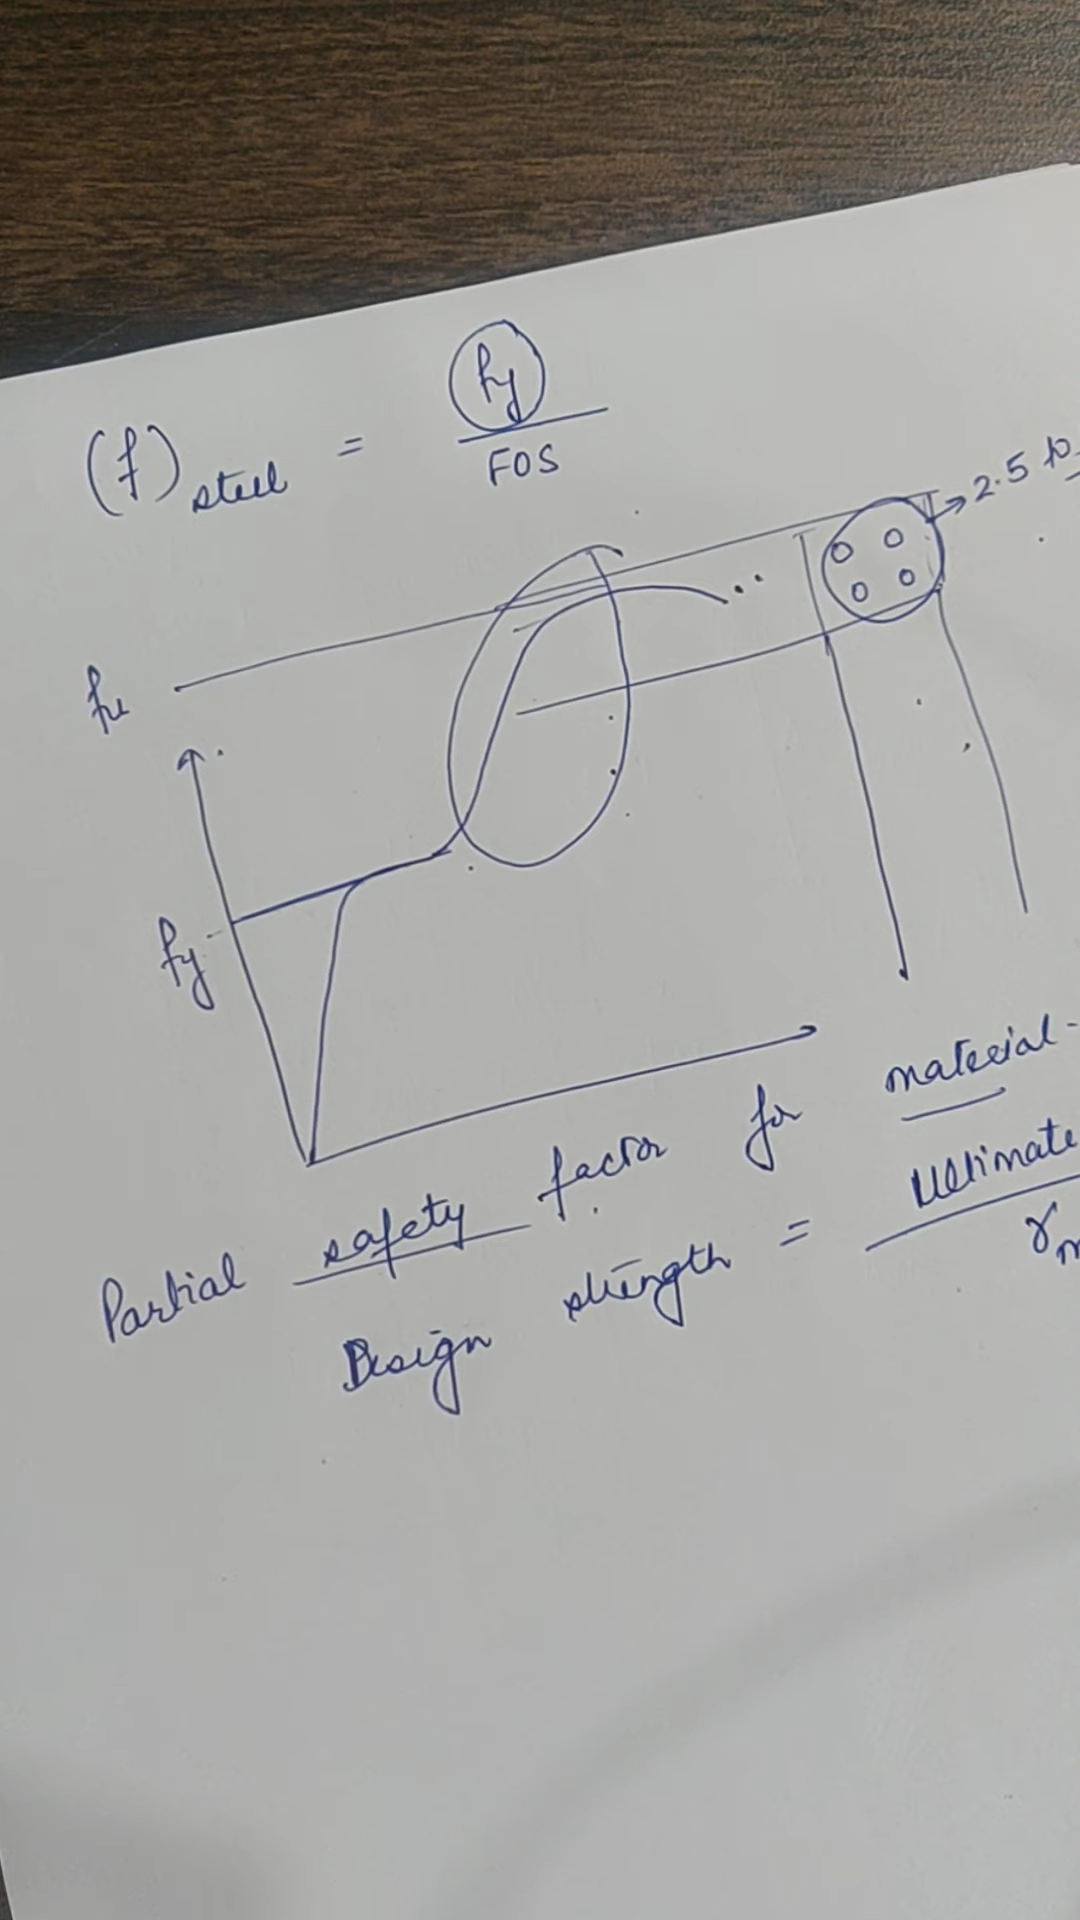 (f)steel = fy
FOS
2.5
fu
fy
Partial safety factor for material -
Design strength = Ultimate
γm